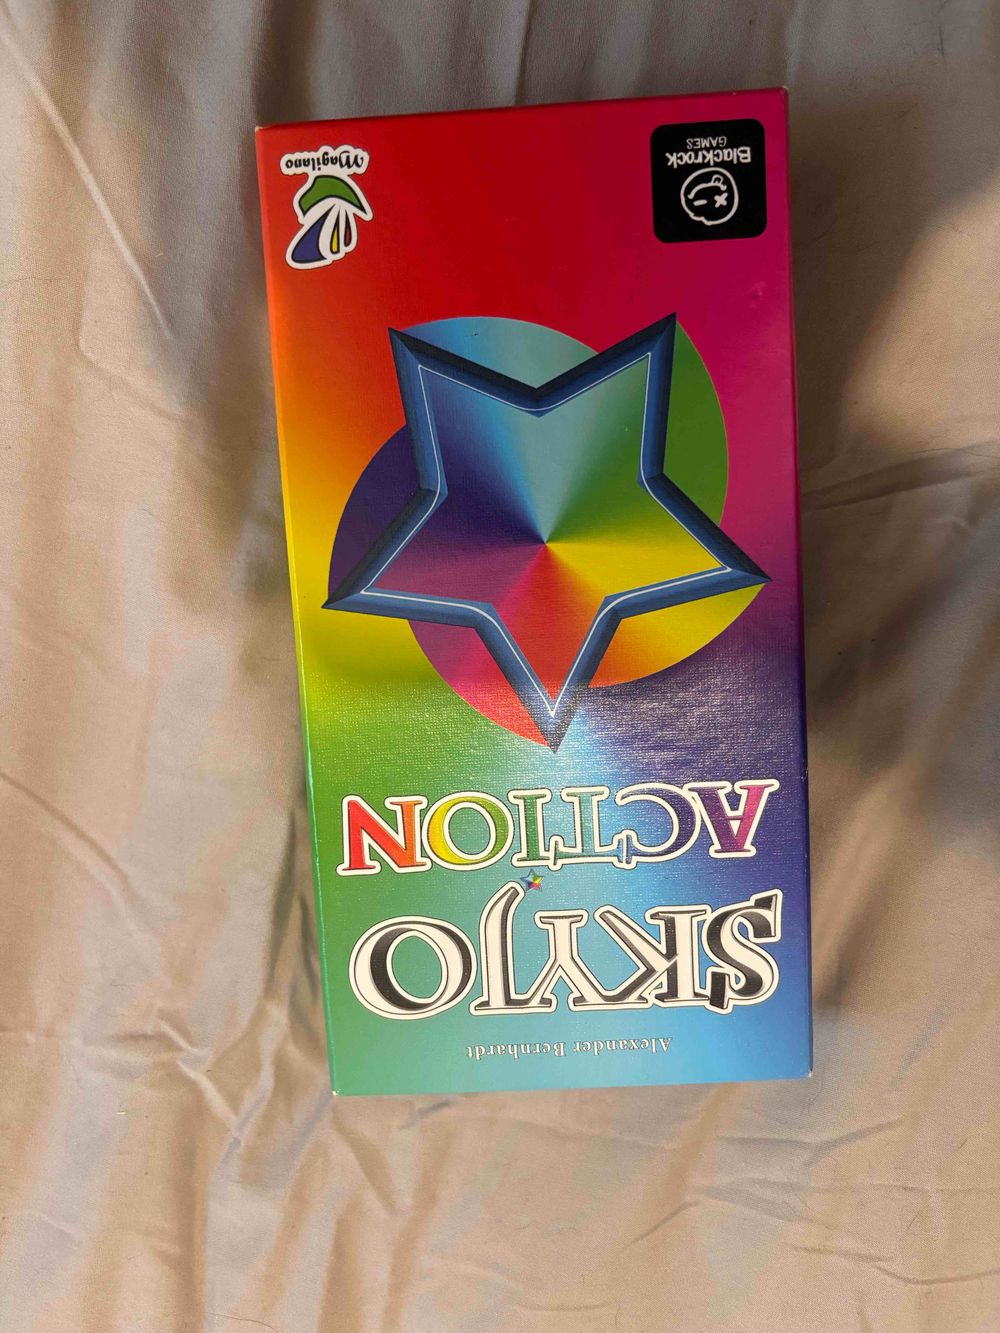 Alexander Bernhardt
SKYJO
ACTION
Blackrock
GAMES
Magilano